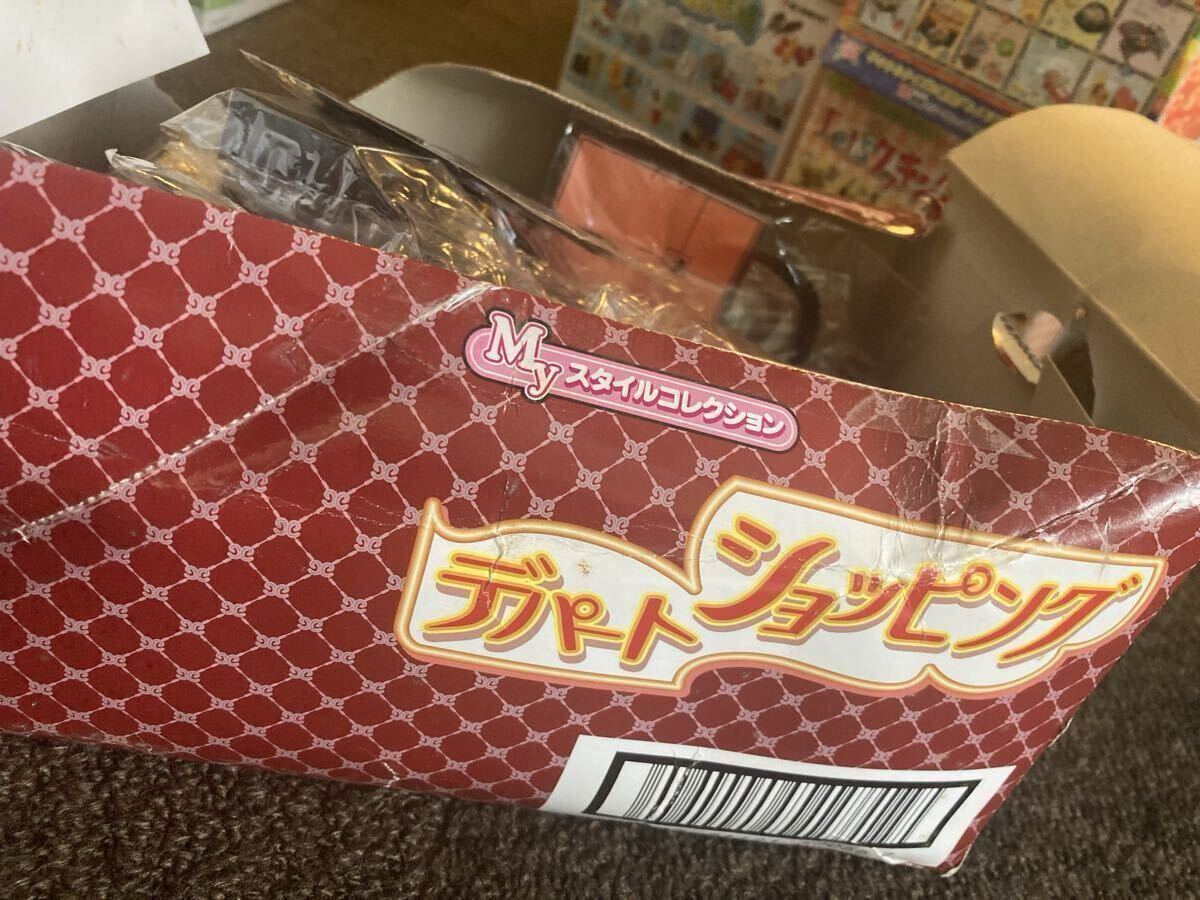 My スタイルコレクション
デパート
ショッピング